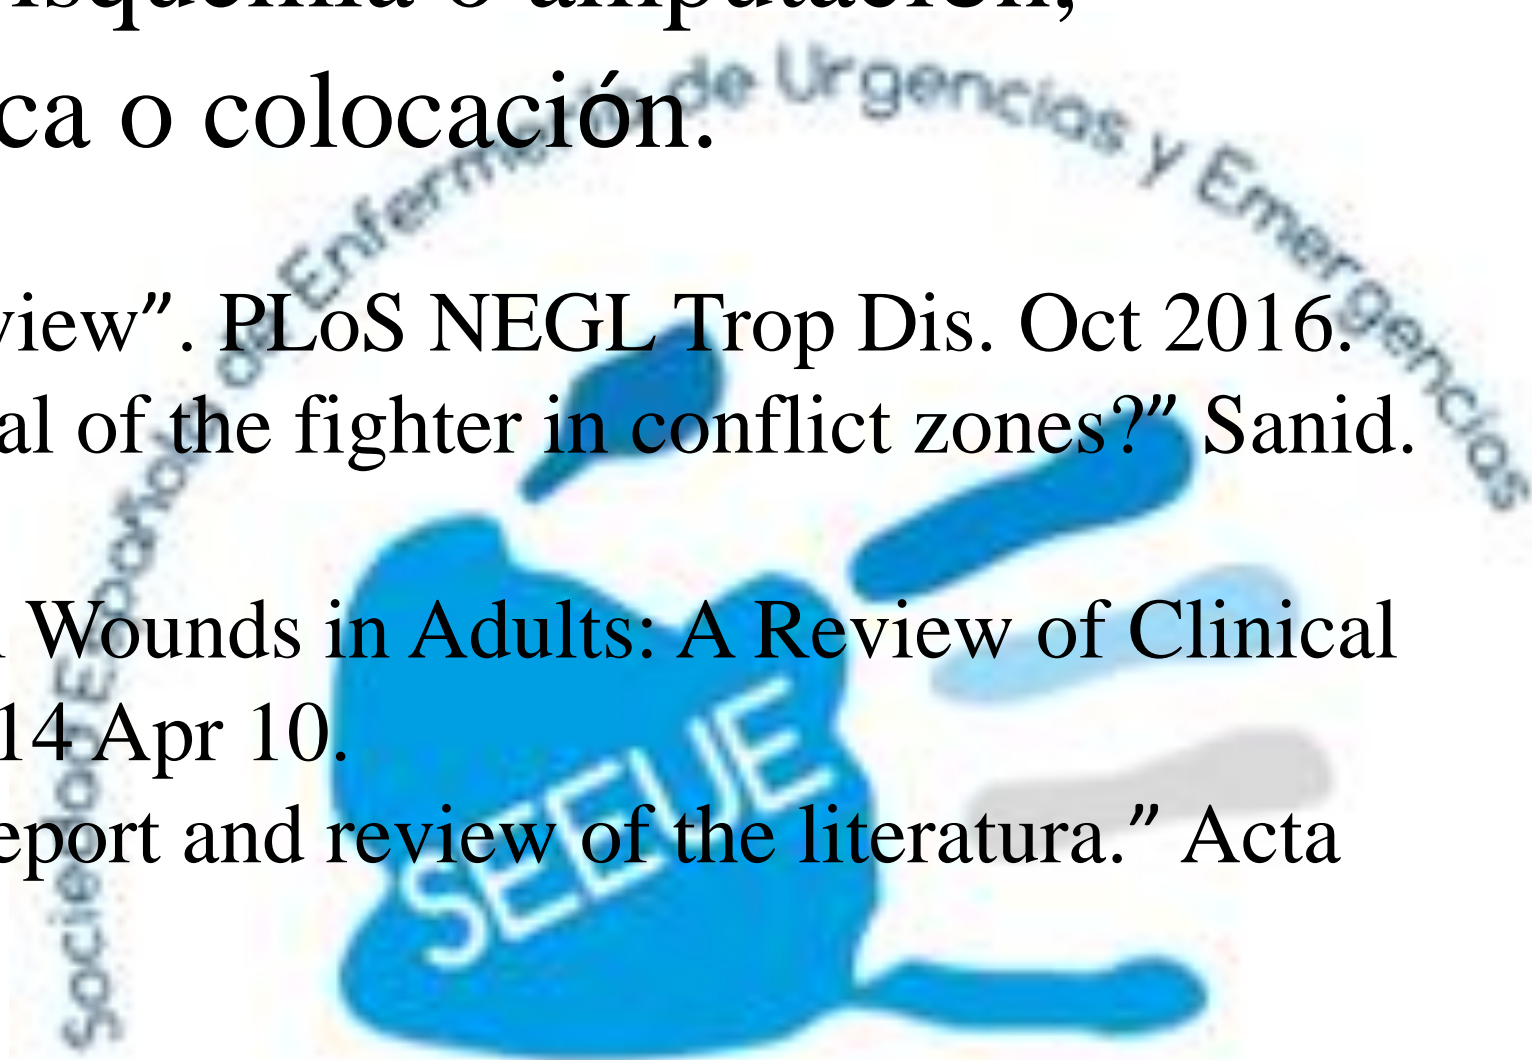 isquemia o amputación,
ca o colocación.
view”. PLoS NEGL Trop Dis. Oct 2016.
al of the fighter in conflict zones?” Sanid.
Wounds in Adults: A Review of Clinical
14 Apr 10.
eport and review of the literatura.” Acta
Sociedad Española de Enfermería de Urgencias y Emergencias
SEEUE